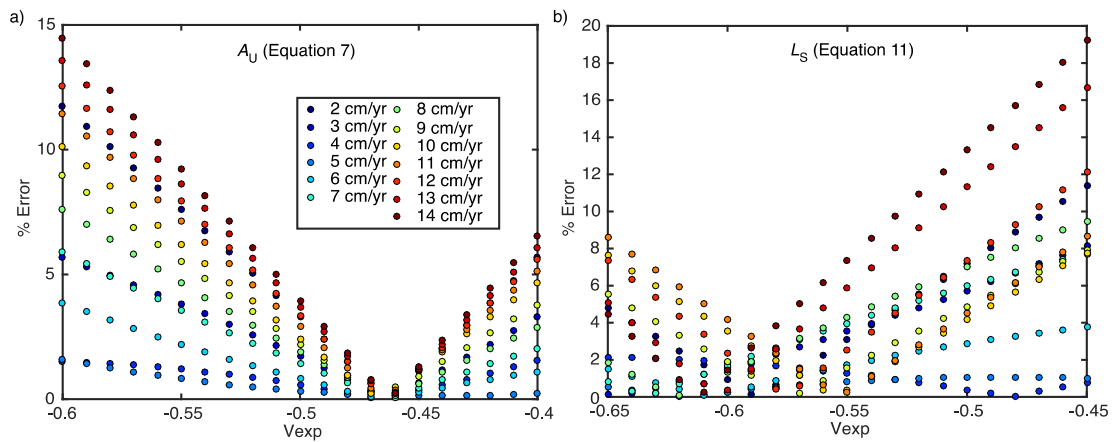 a)
A_U (Equation 7)
15
10
5
0
% Error
-0.6
-0.55
-0.5
-0.45
-0.4
Vexp
2 cm/yr
3 cm/yr
4 cm/yr
5 cm/yr
6 cm/yr
7 cm/yr
8 cm/yr
9 cm/yr
10 cm/yr
11 cm/yr
12 cm/yr
13 cm/yr
14 cm/yr
b)
L_S (Equation 11)
20
18
16
14
12
10
8
6
4
2
0
% Error
-0.65
-0.6
-0.55
-0.5
-0.45
Vexp